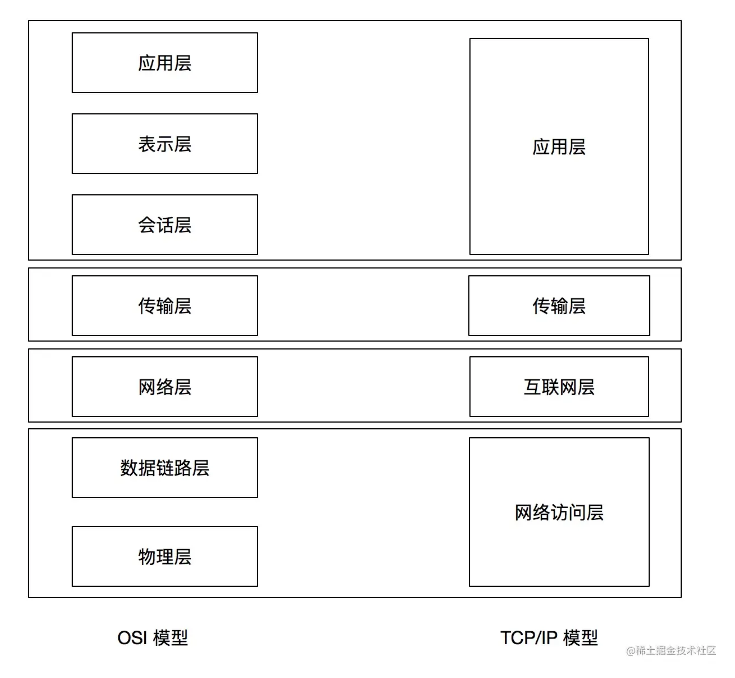 应用层
表示层
会话层
应用层
传输层
传输层
网络层
互联网层
数据链路层
物理层
网络访问层
OSI 模型
TCP/IP 模型
@稀土掘金技术社区